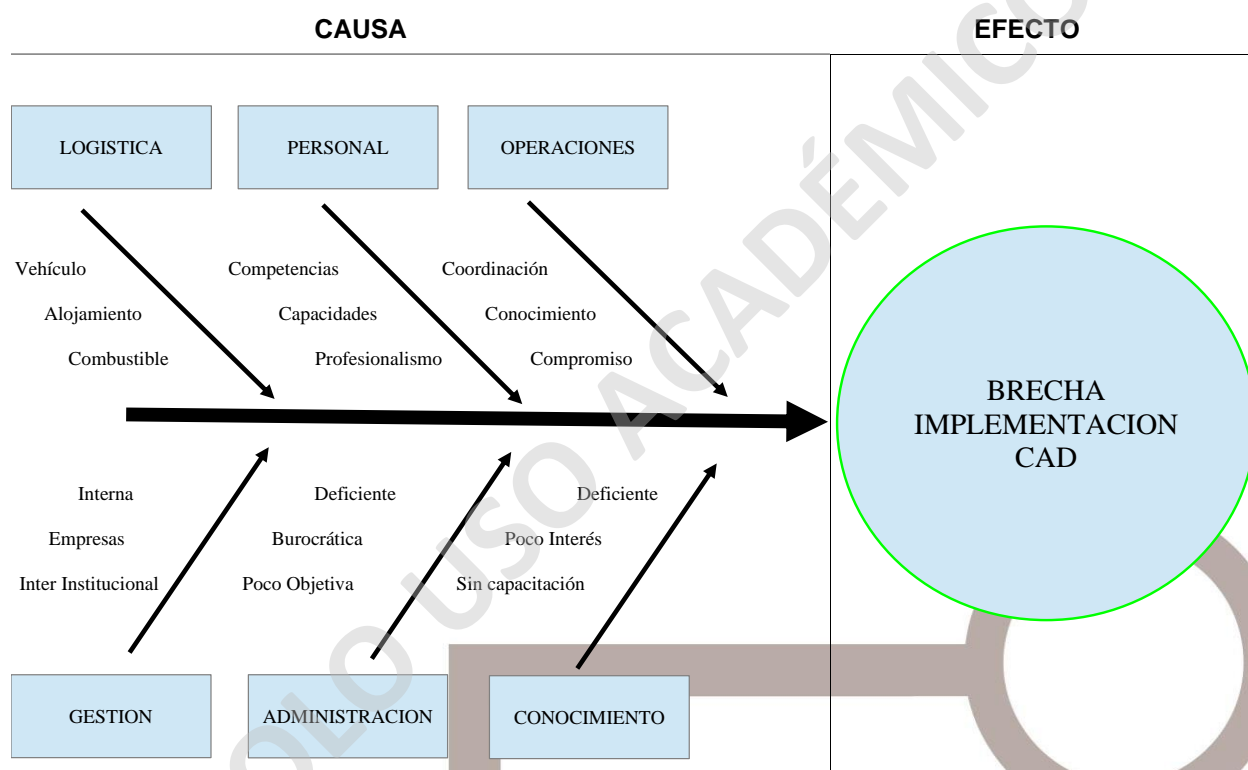 CAUSA
EFECTO
LOGISTICA
PERSONAL
OPERACIONES
Vehículo
Alojamiento
Combustible
Competencias
Capacidades
Profesionalismo
Coordinación
Conocimiento
Compromiso
BRECHA
IMPLEMENTACION
CAD
Interna
Empresas
Inter Institucional
Deficiente
Burocrática
Poco Objetiva
Deficiente
Poco Interés
Sin capacitación
GESTION
ADMINISTRACION
CONOCIMIENTO
OLO USO ACADÉMICO